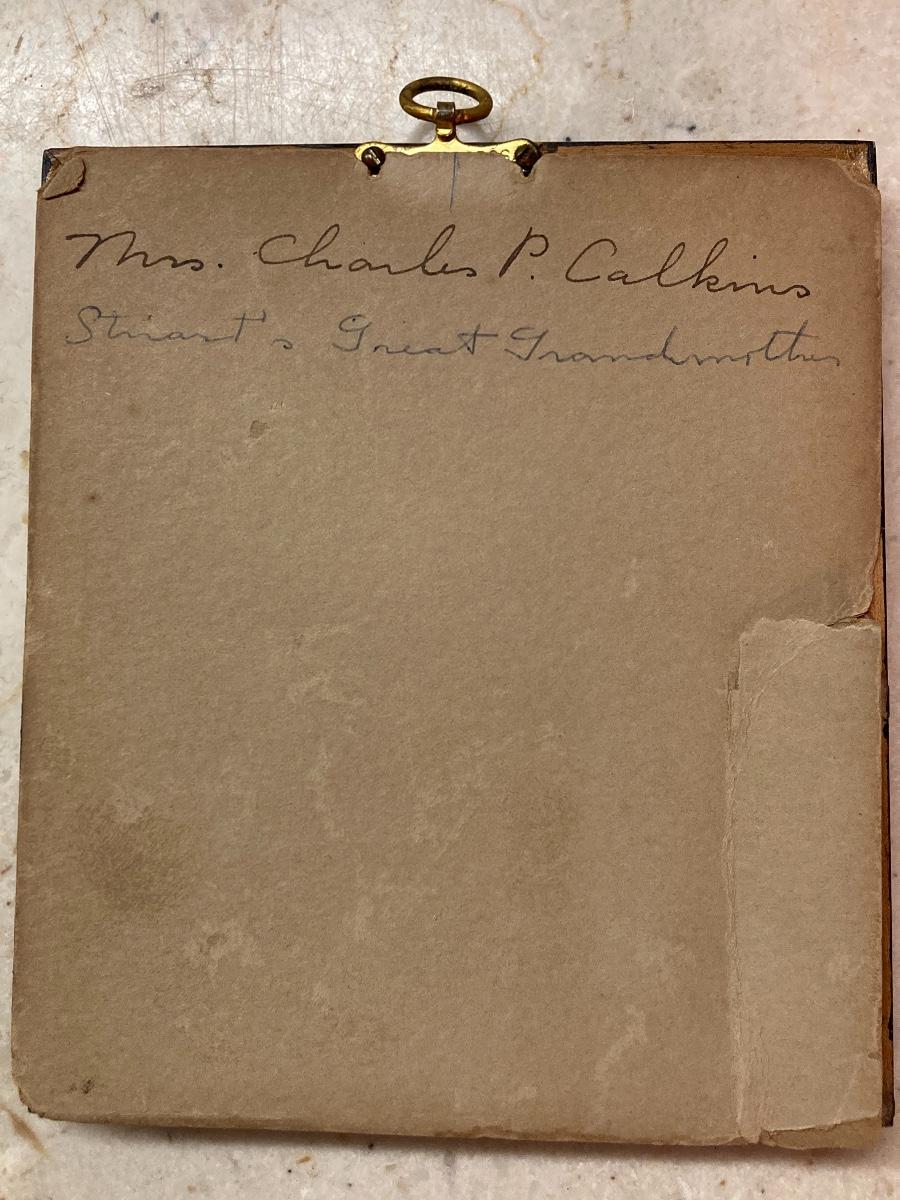 Mrs. Charles P. Calkins
Stuart's Great Grandmother